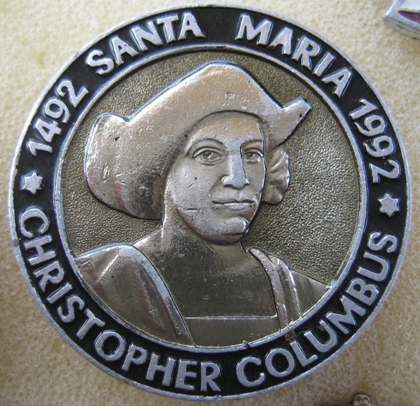 1492 SANTA MARIA 1992
CHRISTOPHER COLUMBUS